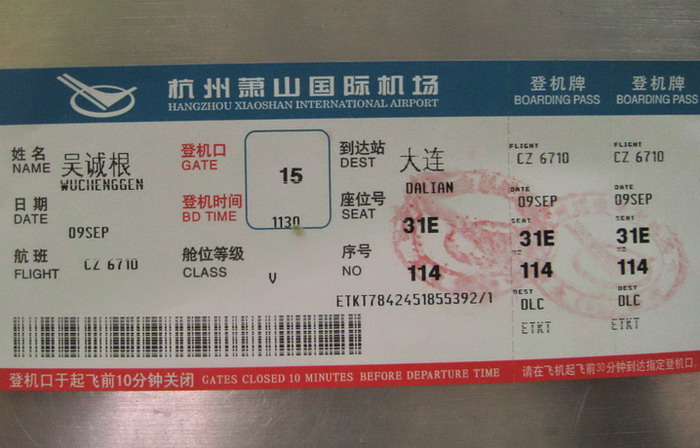 杭州萧山国际机场
HANGZHOU XIAOSHAN INTERNATIONAL AIRPORT
登机牌
BOARDING PASS
登机牌
BOARDING PASS
姓名
NAME
吴诚根
WUCHENGGEN
登机口
GATE
15
到达站
DEST
大连
DALIAN
日期
DATE
09SEP
登机时间
BD TIME
1130
座位号
SEAT
31E
航班
FLIGHT
CZ 6710
舱位等级
CLASS
V
序号
NO
114
ETKT7842451855392/1
FLIGHT
CZ 6710
DATE
09SEP
SEAT
31E
NO
114
DEST
DLC
ETKT
FLIGHT
CZ 6710
DATE
09SEP
SEAT
31E
NO
114
DEST
DLC
ETKT
登机口于起飞前10分钟关闭 GATES CLOSED 10 MINUTES BEFORE DEPARTURE TIME
请在飞机起飞前30分钟到达指定登机口